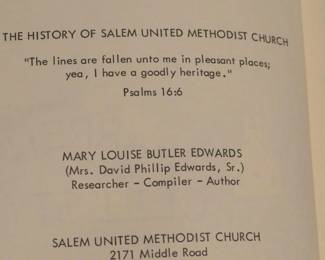 THE HISTORY OF SALEM UNITED METHODIST CHURCH
"The lines are fallen unto me in pleasant places;
yea, I have a goodly heritage."
Psalms 16:6
MARY LOUISE BUTLER EDWARDS
(Mrs. David Phillip Edwards, Sr.)
Researcher - Compiler - Author
SALEM UNITED METHODIST CHURCH
2171 Middle Road